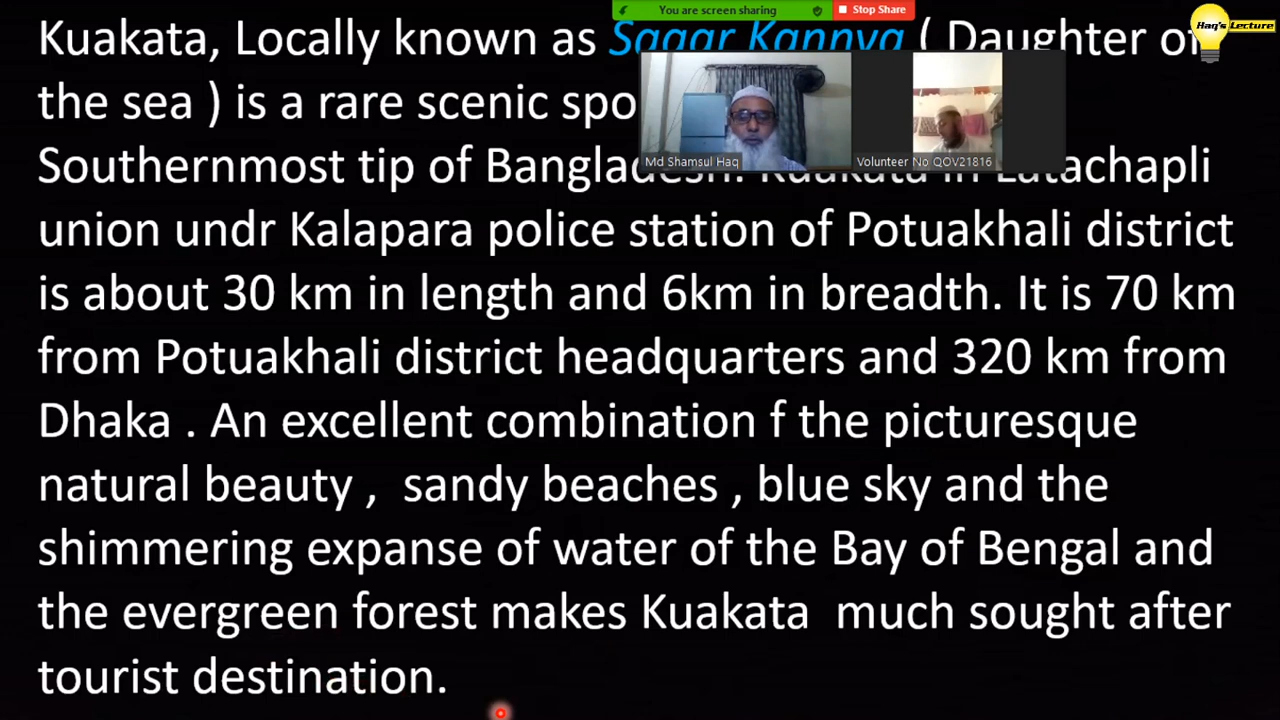 You are screen sharing
Stop Share
Haq's Lecture
Kuakata, Locally known as Sagar Kannya ( Daughter of
the sea ) is a rare scenic
Md Shamsul Haq
Volunteer No QOV21816
Southernmost tip of Bangladesh. Kuakata in Latachapli
union undr Kalapara police station of Potuakhali district
is about 30 km in length and 6km in breadth. It is 70 km
from Potuakhali district headquarters and 320 km from
Dhaka . An excellent combination f the picturesque
natural beauty , sandy beaches , blue sky and the
shimmering expanse of water of the Bay of Bengal and
the evergreen forest makes Kuakata much sought after
tourist destination.